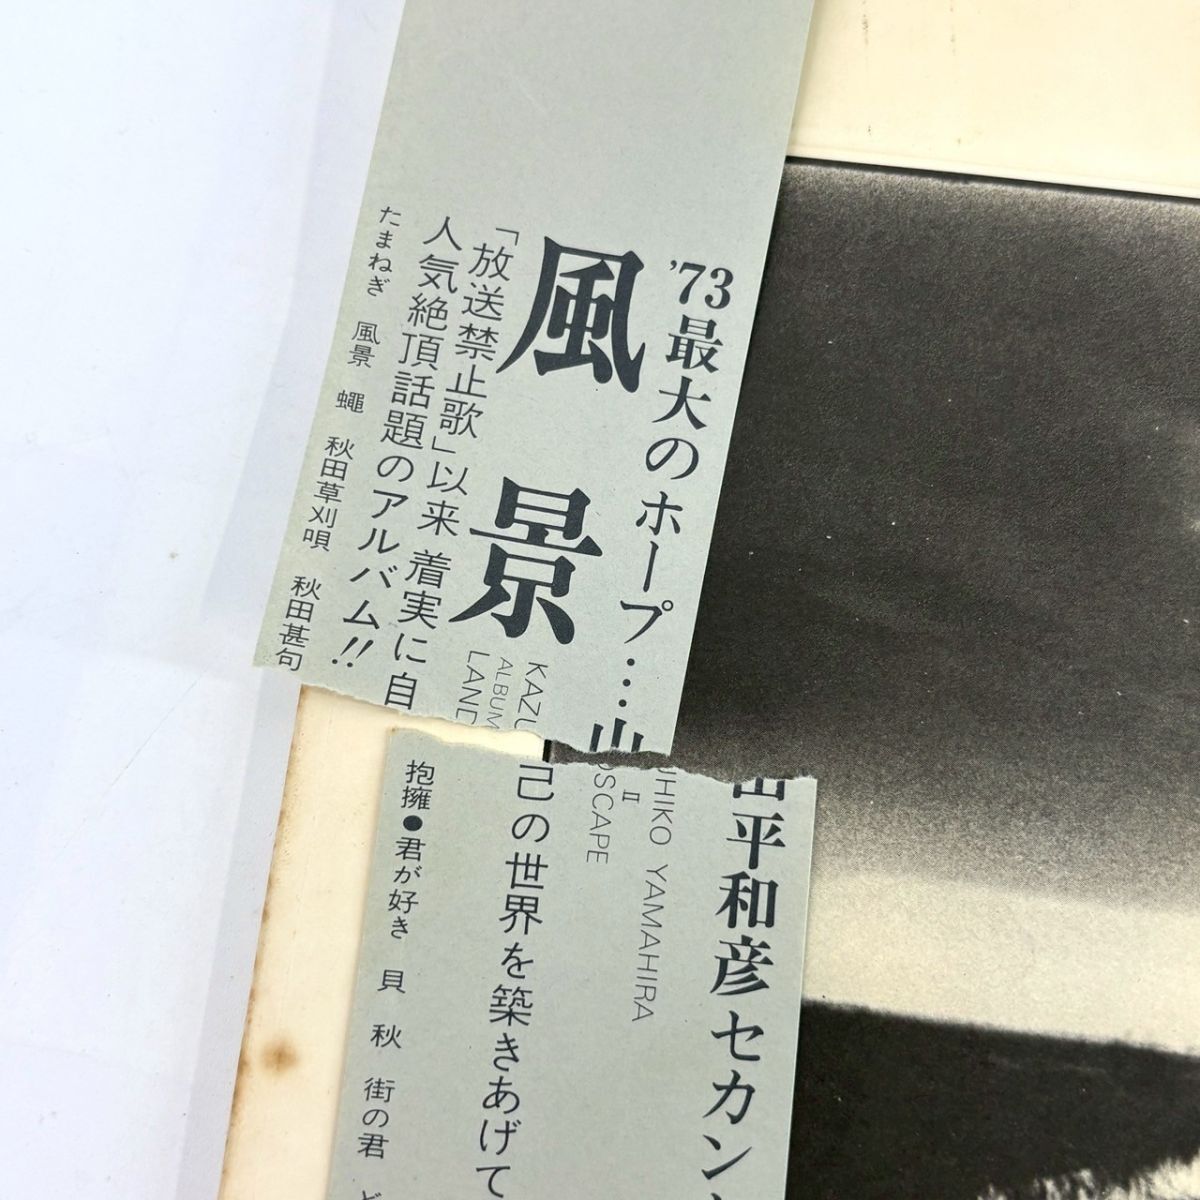 '73最大のホープ…山
風景
KAZU
ALBUM
LAND
「放送禁止歌」以来 着実に自
人気絶頂話題のアルバム!!
たまねぎ 風景 蠅 秋田草刈唄 秋田甚句
平和彦セカン
UHIKO YAMAHIRA
II
DSCAPE
己の世界を築きあげて
抱擁●君が好き 貝 秋 街の君